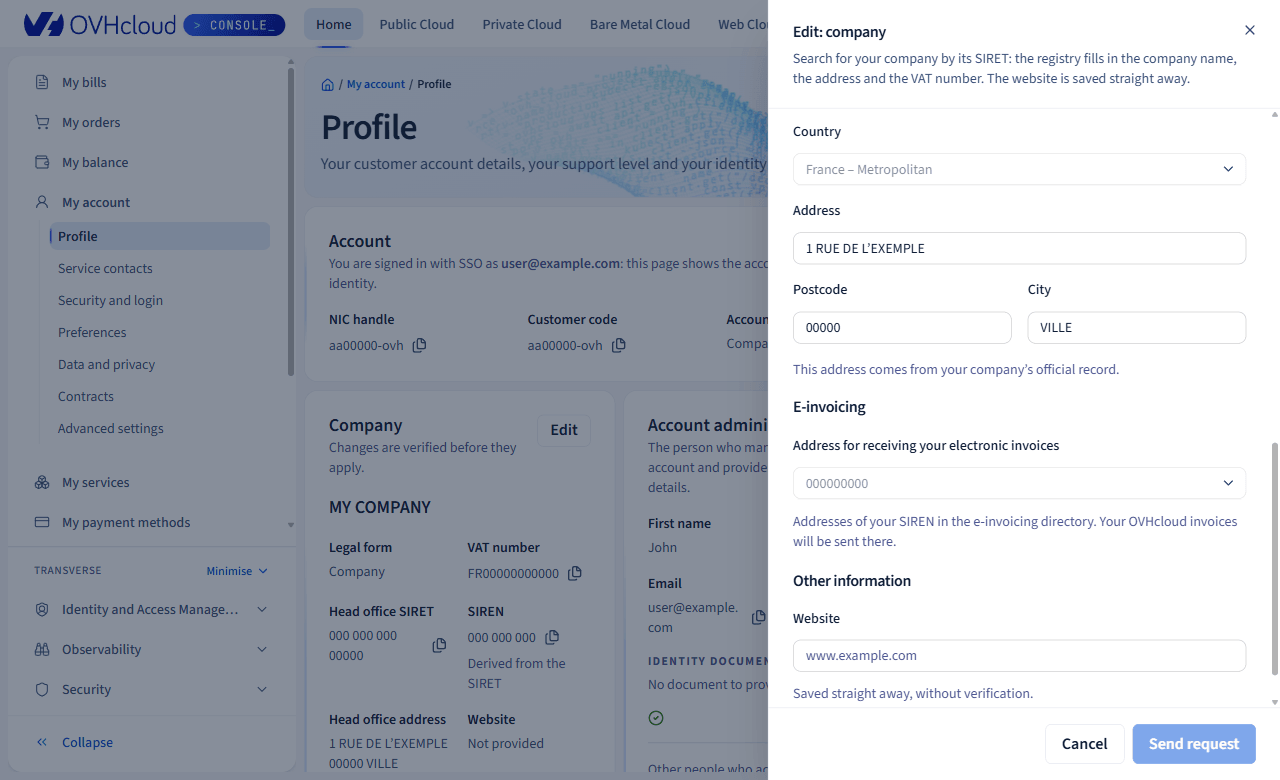 OVHcloud
> CONSOLE_
Home
Public Cloud
Private Cloud
Bare Metal Cloud
My bills
My orders
My balance
My account
Profile
Service contacts
Security and login
Preferences
Data and privacy
Contracts
Advanced settings
My services
My payment methods
TRANSVERSE
Minimise
Identity and Access Manage…
Observability
Security
Collapse
/ My account / Profile
Profile
Your customer account details, your support level and your identity
Account
You are signed in with SSO as user@example.com: this page shows the
identity.
NIC handle
Customer code
aa00000-ovh
aa00000-ovh
Company
Edit
Changes are verified before they
apply.
MY COMPANY
Legal form
VAT number
Company
FR00000000000
Head office SIRET
SIREN
000 000 000
00000
000 000 000
Derived from the
SIRET
Head office address
Website
1 RUE DE L’EXEMPLE
00000 VILLE
Not provided
Account
The person who
account and
details.
First name
John
Email
user@example.
com
IDENTITY
No document to
Other people who
Edit: company
Search for your company by its SIRET: the registry fills in the company name,
the address and the VAT number. The website is saved straight away.
Country
France – Metropolitan
Address
1 RUE DE L’EXEMPLE
Postcode
City
00000
VILLE
This address comes from your company’s official record.
E-invoicing
Address for receiving your electronic invoices
000000000
Addresses of your SIREN in the e-invoicing directory. Your OVHcloud invoices
will be sent there.
Other information
Website
www.example.com
Saved straight away, without verification.
Cancel
Send request